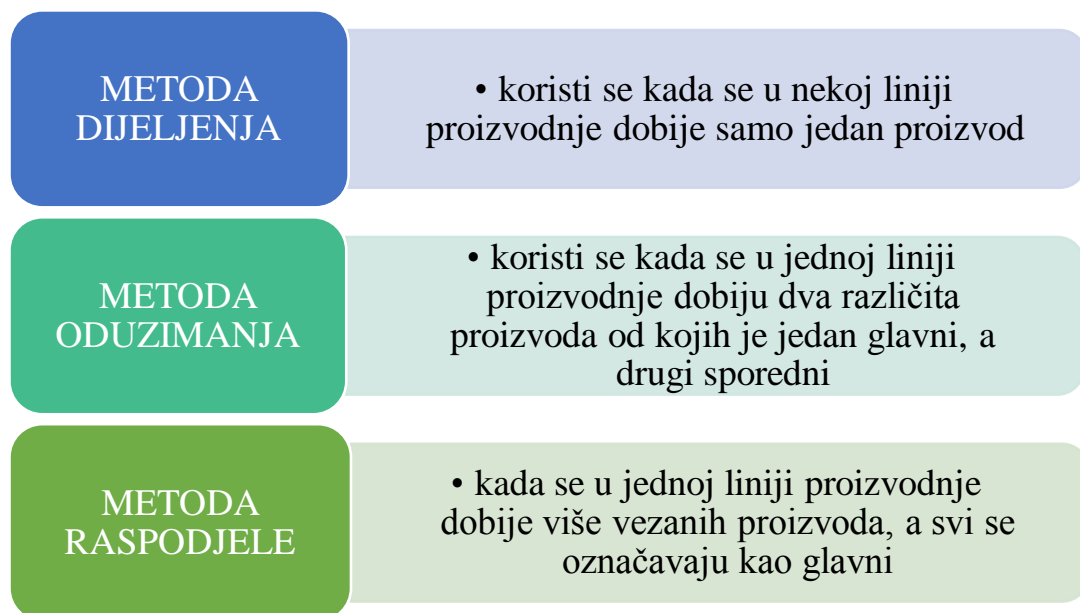 METODA
DIJELJENJA
• koristi se kada se u nekoj liniji
proizvodnje dobije samo jedan proizvod
METODA
ODUZIMANJA
• koristi se kada se u jednoj liniji
proizvodnje dobiju dva različita
proizvoda od kojih je jedan glavni, a
drugi sporedni
METODA
RASPODJELE
• kada se u jednoj liniji proizvodnje
dobije više vezanih proizvoda, a svi se
označavaju kao glavni